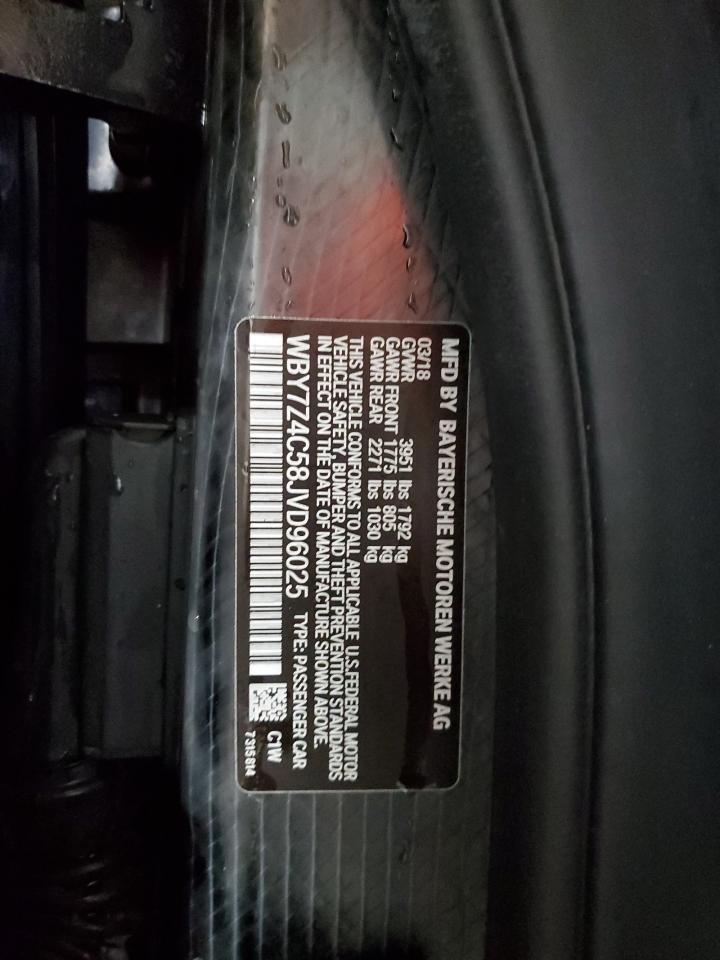 MFD BY BAYERISCHE MOTOREN WERKE AG
03/18
GVWR 3951 lbs 1792 kg
GAWR FRONT 1775 lbs 805 kg
GAWR REAR 2271 lbs 1030 kg
THIS VEHICLE CONFORMS TO ALL APPLICABLE U.S.FEDERAL MOTOR
VEHICLE SAFETY, BUMPER AND THEFT PREVENTION STANDARDS
IN EFFECT ON THE DATE OF MANUFACTURE SHOWN ABOVE.
WBY7Z4C58JVD96025 TYPE: PASSENGER CAR
C1W
7315814